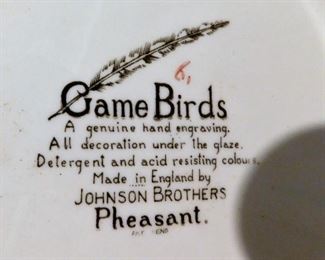 6,
Game Birds
A genuine hand engraving.
All decoration under the glaze.
Detergent and acid resisting colours.
Made in England by
JOHNSON BROTHERS
Pheasant.